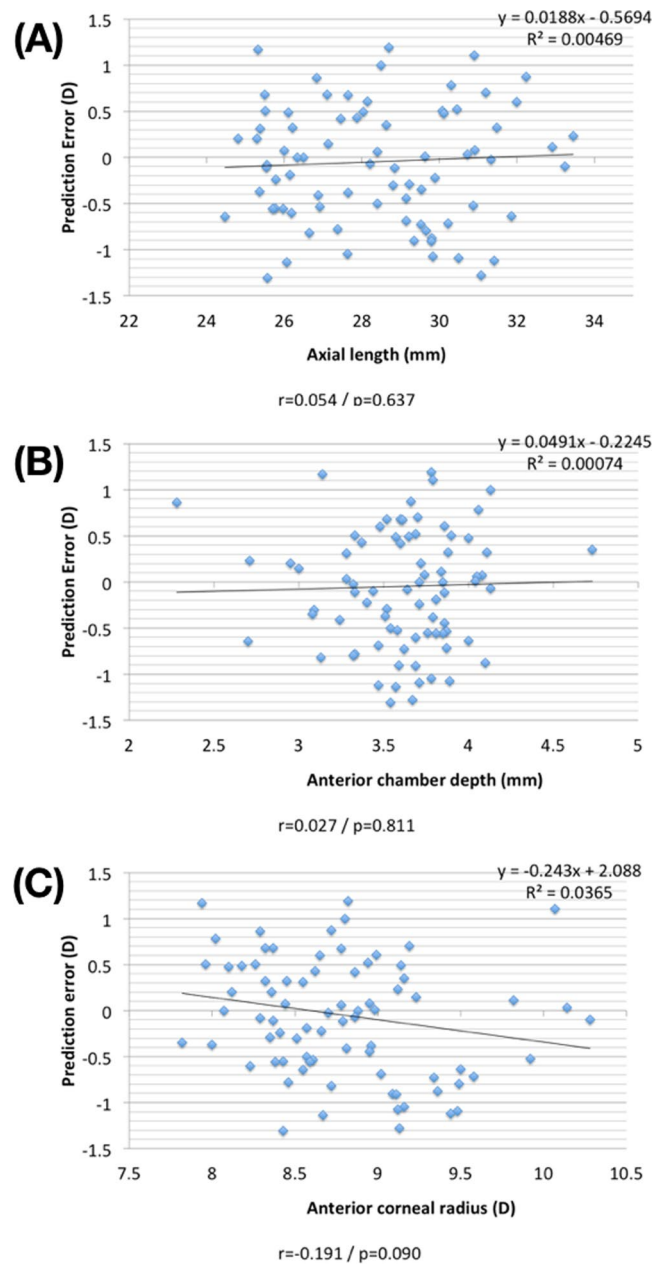 (A)
y = 0.0188x - 0.5694
R² = 0.00469
1.5
1
0.5
0
-0.5
-1
-1.5
Prediction Error (D)
22 24 26 28 30 32 34
Axial length (mm)
r=0.054 / p=0.637
(B)
y = 0.0491x - 0.2245
R² = 0.00074
1.5
1
0.5
0
-0.5
-1
-1.5
Prediction Error (D)
2 2.5 3 3.5 4 4.5 5
Anterior chamber depth (mm)
r=0.027 / p=0.811
(C)
y = -0.243x + 2.088
R² = 0.0365
1.5
1
0.5
0
-0.5
-1
-1.5
Prediction error (D)
7.5 8 8.5 9 9.5 10 10.5
Anterior corneal radius (D)
r=-0.191 / p=0.090